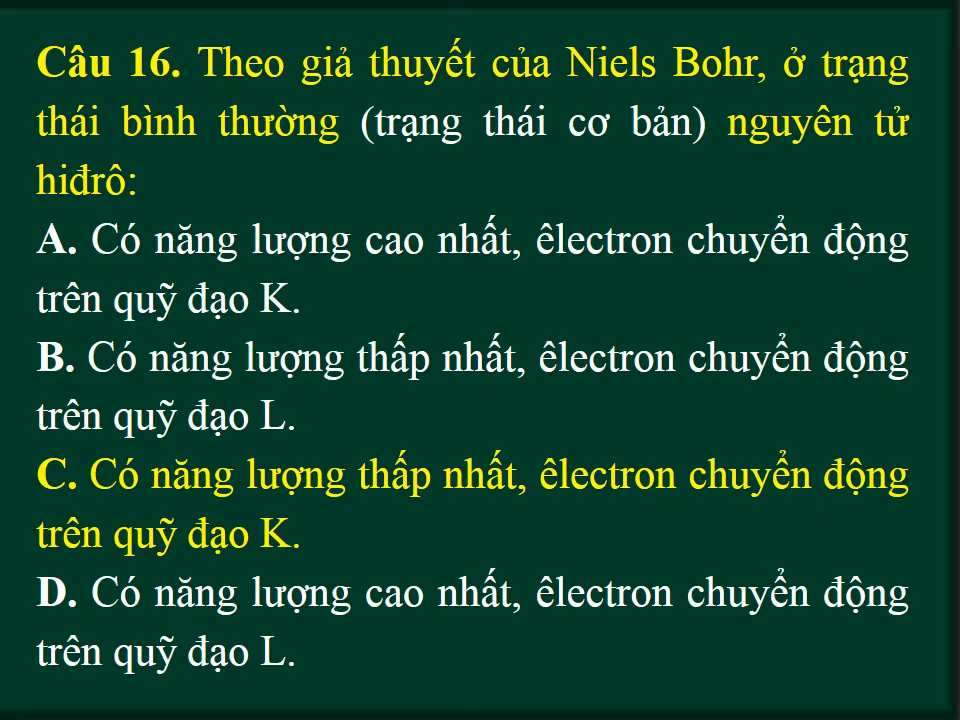 Câu 16. Theo giả thuyết của Niels Bohr, ở trạng
thái bình thường (trạng thái cơ bản) nguyên tử
hiđrô:
A. Có năng lượng cao nhất, êlectron chuyển động
trên quỹ đạo K.
B. Có năng lượng thấp nhất, êlectron chuyển động
trên quỹ đạo L.
C. Có năng lượng thấp nhất, êlectron chuyển động
trên quỹ đạo K.
D. Có năng lượng cao nhất, êlectron chuyển động
trên quỹ đạo L.